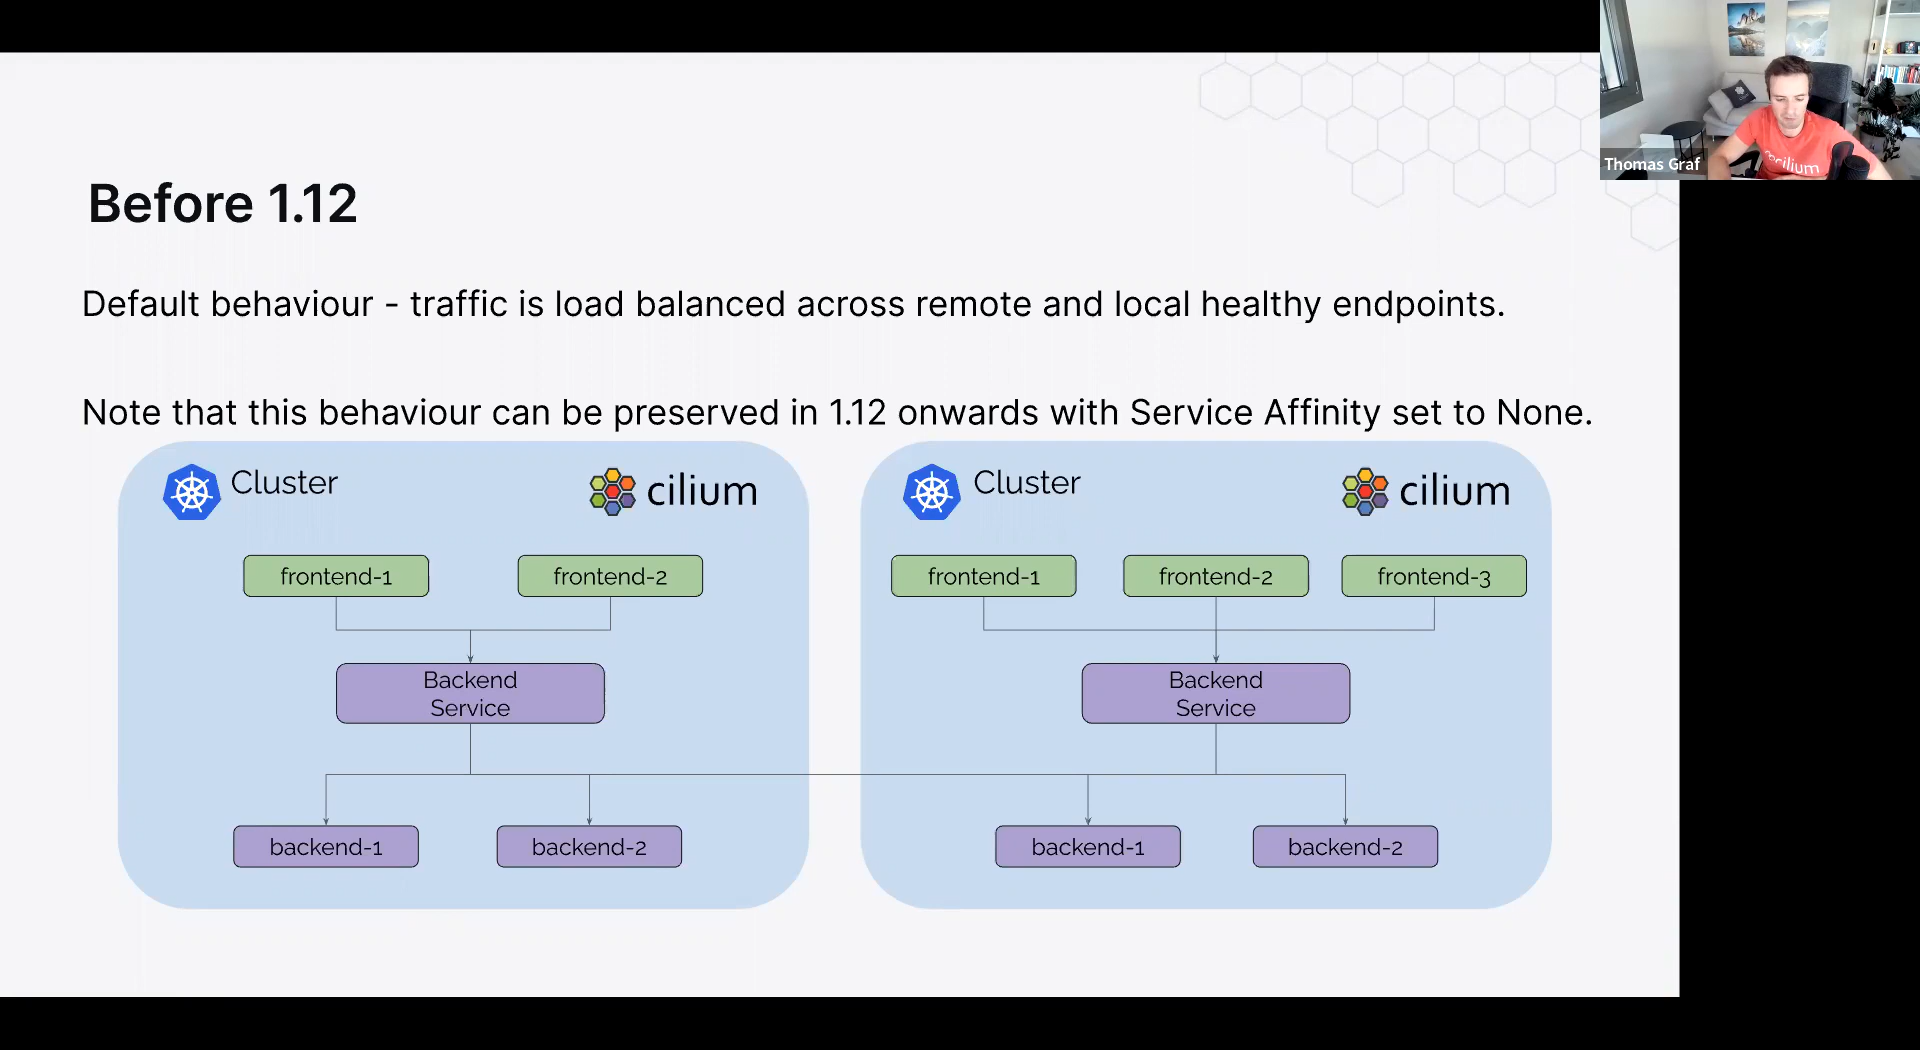 Thomas Graf
cilium
Before 1.12
Default behaviour - traffic is load balanced across remote and local healthy endpoints.
Note that this behaviour can be preserved in 1.12 onwards with Service Affinity set to None.
Cluster
cilium
frontend-1
frontend-2
Backend
Service
backend-1
backend-2
Cluster
cilium
frontend-1
frontend-2
frontend-3
Backend
Service
backend-1
backend-2